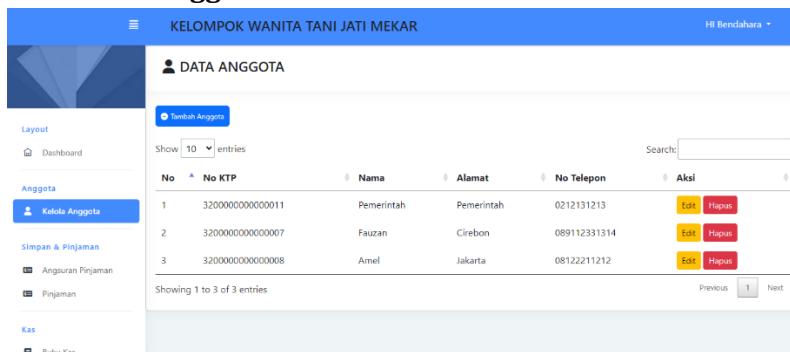 KELOMPOK WANITA TANI JATI MEKAR
HI Bendahara
DATA ANGGOTA
Layout
Dashboard
Anggota
Kelola Anggota
Simpan & Pinjaman
Angsuran Pinjaman
Pinjaman
Kas
Tambah Anggota
Show 10 entries
Search:
No No KTP Nama Alamat No Telepon Aksi
1 3200000000000011 Pemerintah Pemerintah 0212131213 Edit Hapus
2 3200000000000007 Fauzan Cirebon 089112331314 Edit Hapus
3 3200000000000008 Amel Jakarta 08122211212 Edit Hapus
Showing 1 to 3 of 3 entries
Previous 1 Next